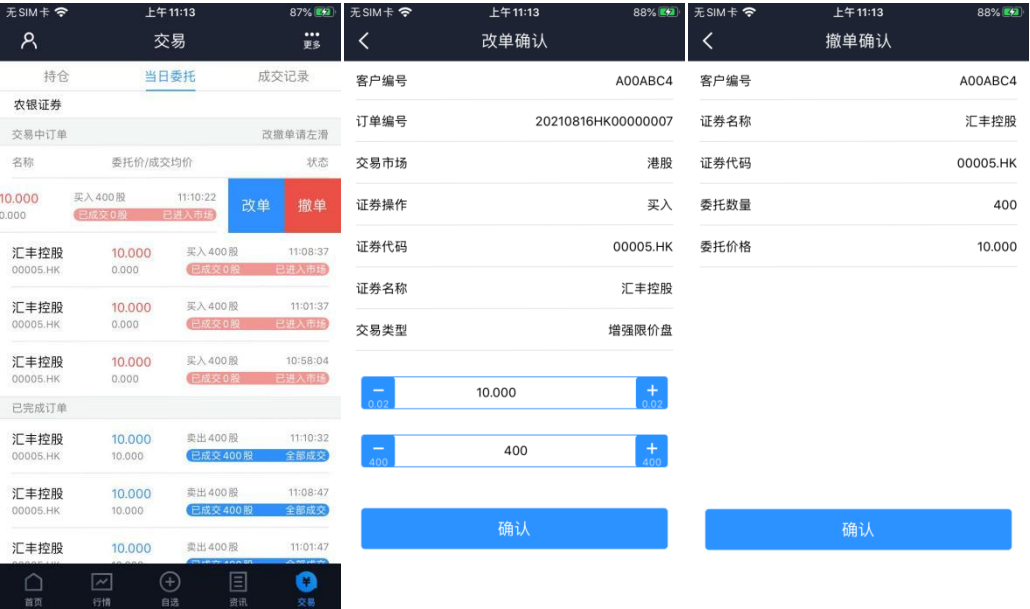 无SIM卡 上午11:13 87%
交易 更多
持仓 当日委托 成交记录
农银证券
交易中订单 改撤单请左滑
名称 委托价/成交均价 状态
10.000 买入400股 11:10:22 改单 撤单
0.000 已成交0股 已进入市场
汇丰控股 10.000 买入400股 11:08:37
00005.HK 0.000 已成交0股 已进入市场
汇丰控股 10.000 买入400股 11:01:37
00005.HK 0.000 已成交0股 已进入市场
汇丰控股 10.000 买入400股 10:58:04
00005.HK 0.000 已成交0股 已进入市场
已完成订单
汇丰控股 10.000 卖出400股 11:10:32
00005.HK 10.000 已成交400股 全部成交
汇丰控股 10.000 卖出400股 11:08:47
00005.HK 10.000 已成交400股 全部成交
汇丰控股 10.000 卖出400股 11:01:47
首页 行情 自选 资讯 交易
无SIM卡 上午11:13 88%
改单确认
客户编号 A00ABC4
订单编号 20210816HK00000007
交易市场 港股
证券操作 买入
证券代码 00005.HK
证券名称 汇丰控股
交易类型 增强限价盘
− 10.000 +
0.02 0.02
− 400 +
400 400
确认
无SIM卡 上午11:13 88%
撤单确认
客户编号 A00ABC4
证券名称 汇丰控股
证券代码 00005.HK
委托数量 400
委托价格 10.000
确认